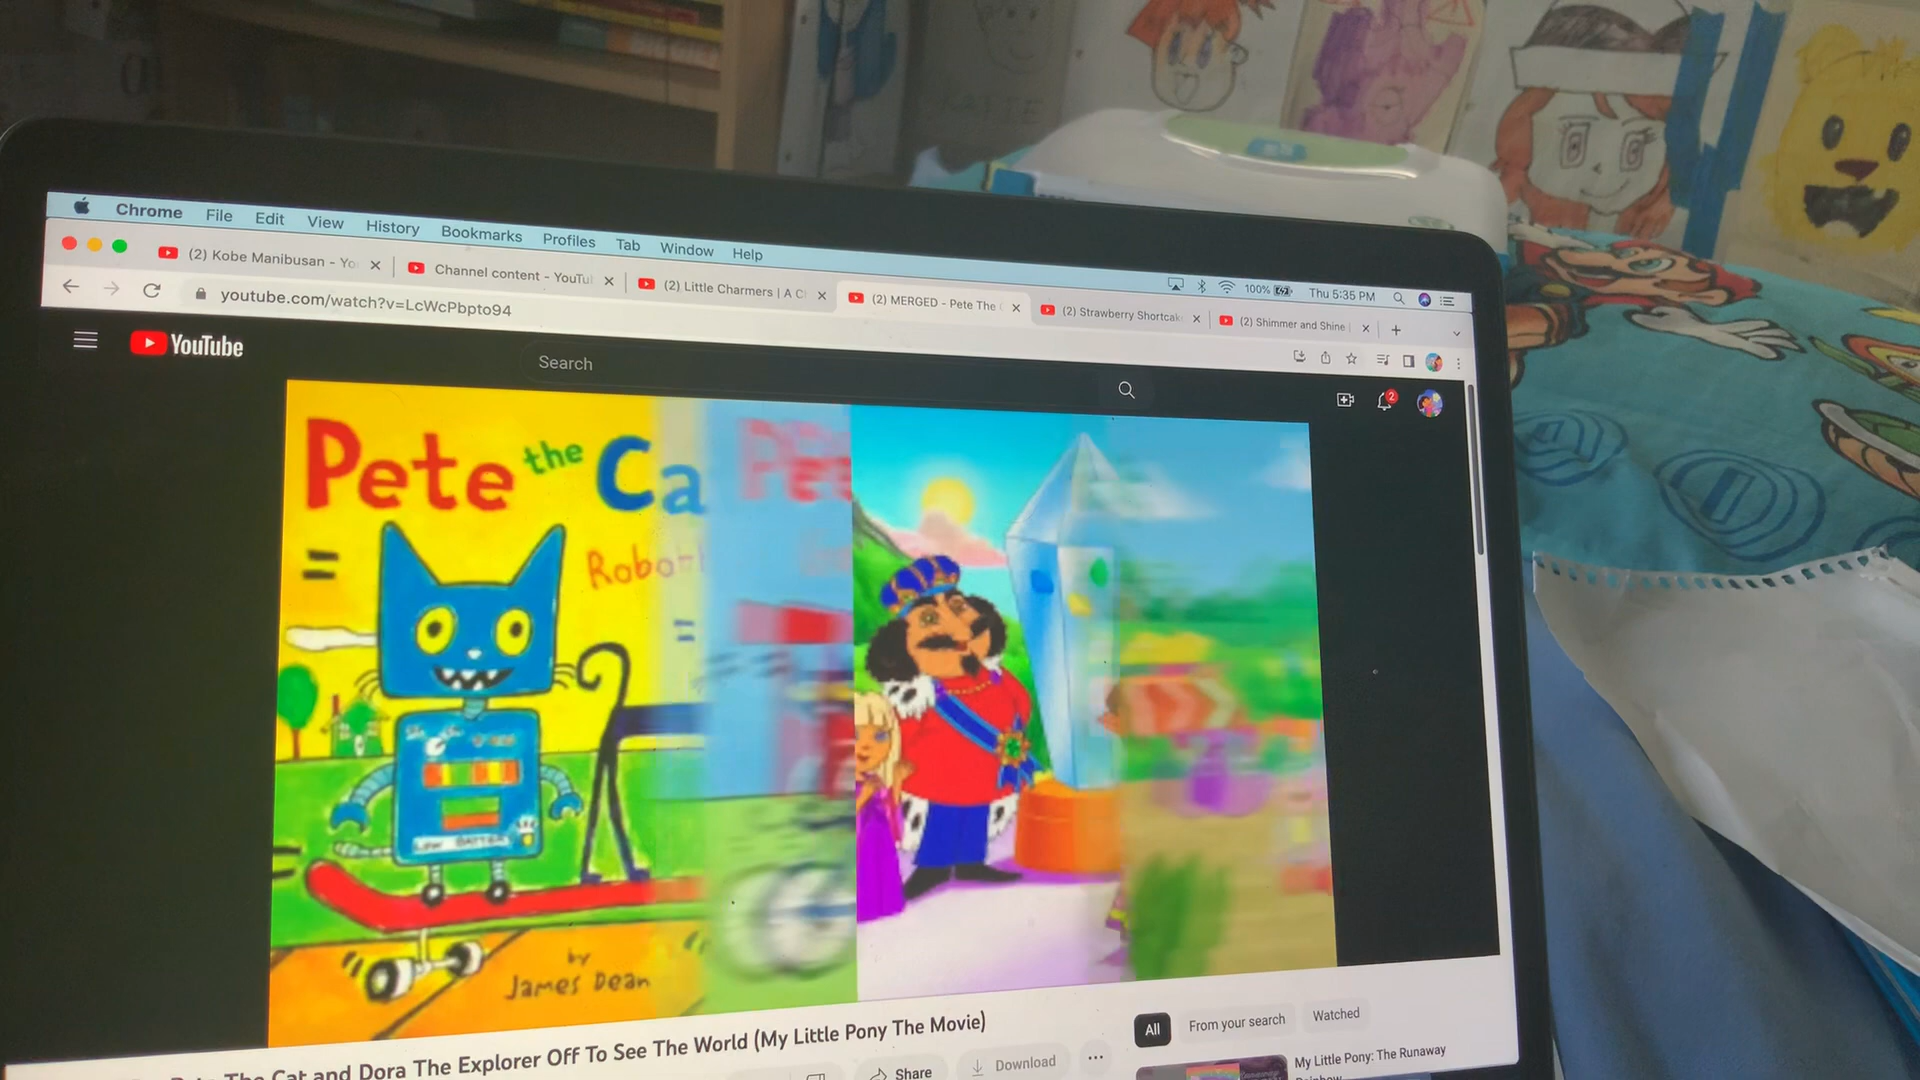 Chrome File Edit View History Bookmarks Profiles Tab Window Help
100% Thu 5:35 PM
(2) Kobe Manibusan - Yo
Channel content - YouTu
(2) Little Charmers | A C
(2) MERGED - Pete The
(2) Strawberry Shortcak
(2) Shimmer and Shine |
youtube.com/watch?v=LcWcPbpto94
YouTube
Search
2
Pete the Ca
Robo
LOW BATTERY
by
James Dean
The Cat and Dora The Explorer Off To See The World (My Little Pony The Movie)
Share
Download
All
From your search
Watched
My Little Pony: The Runaway